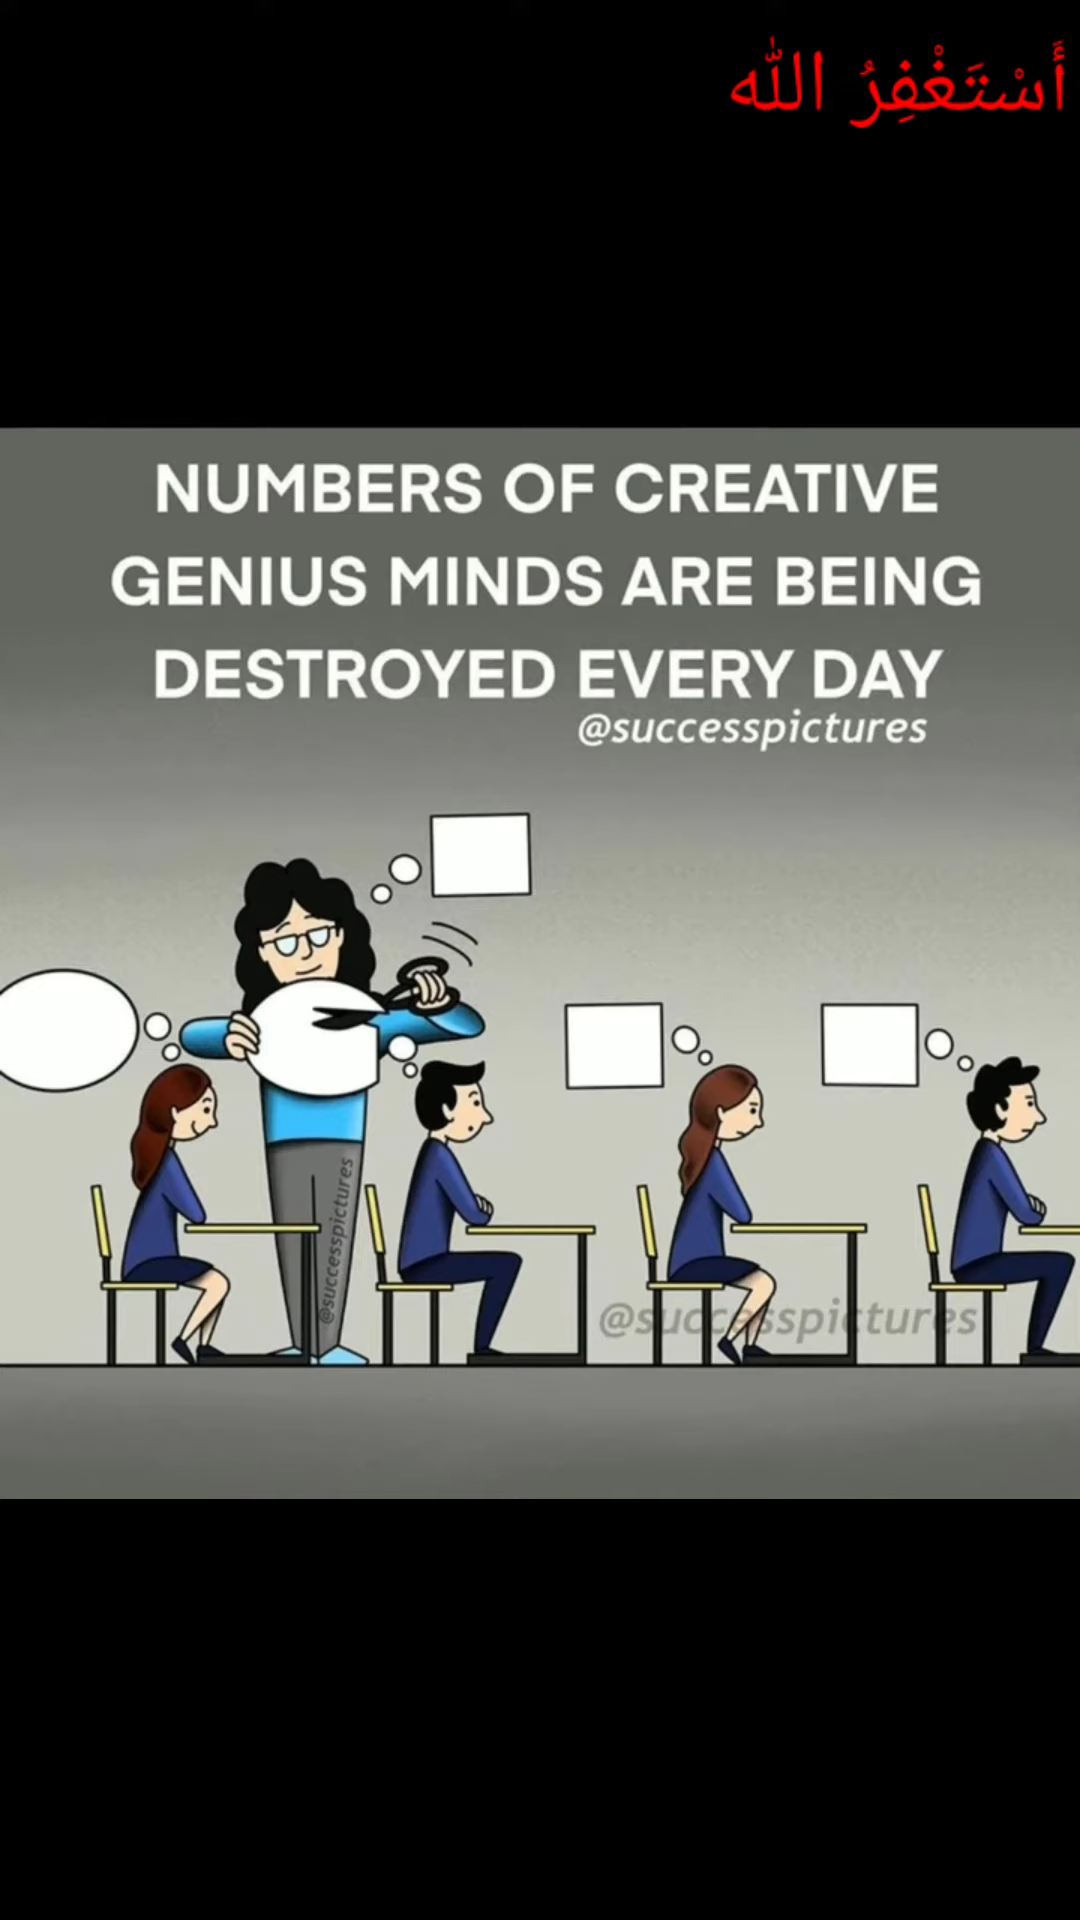 أَسْتَغْفِرُ اللّٰه
NUMBERS OF CREATIVE
GENIUS MINDS ARE BEING
DESTROYED EVERY DAY
@successpictures
@successpictures
@successpictures